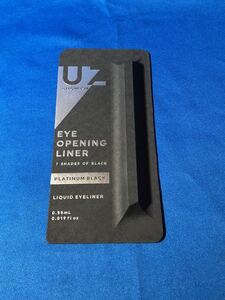 UZ
EYE
OPENING
LINER
7 SHADES OF BLACK
PLATINUM BLACK
LIQUID EYELINER
0.55mL
0.019 fl oz